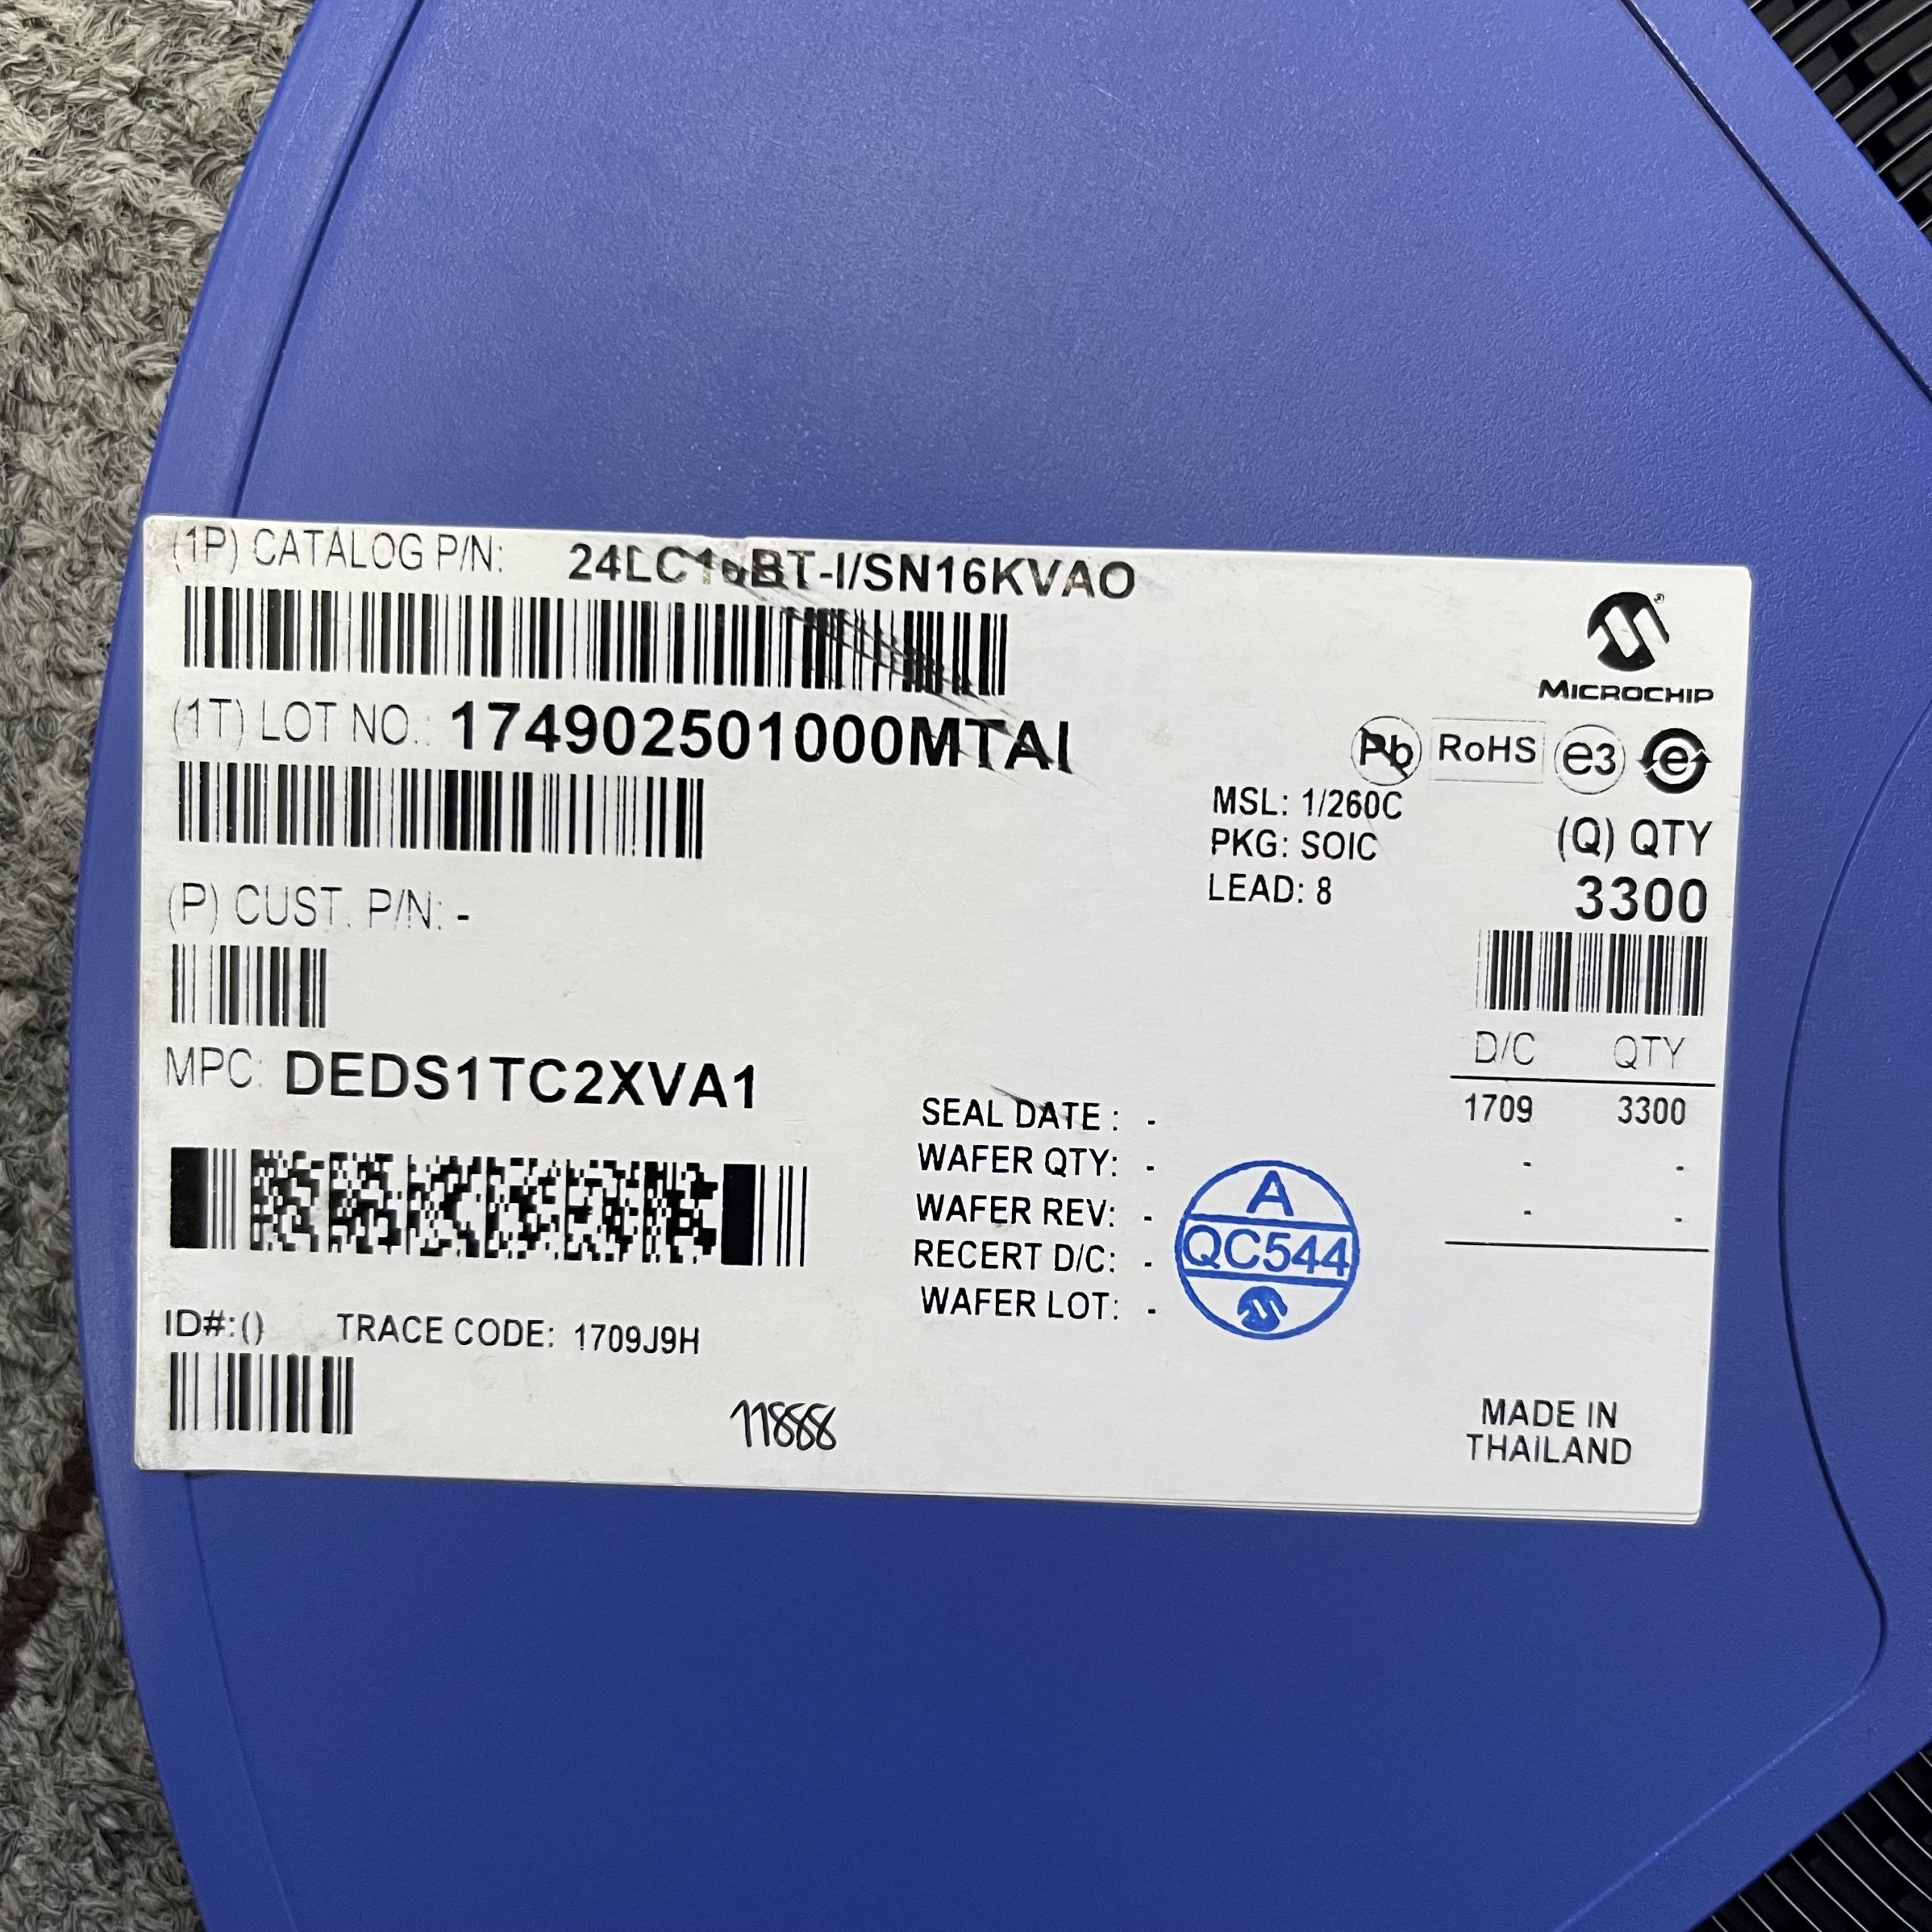 (1P) CATALOG P/N: 24LC16BT-I/SN16KVAO
MICROCHIP
(1T) LOT NO.: 174902501000MTAI
Pb RoHS e3 e
MSL: 1/260C
PKG: SOIC
LEAD: 8
(Q) QTY
3300
(P) CUST. P/N: -
D/C QTY
1709 3300
- -
- -
MPC: DEDS1TC2XVA1
SEAL DATE : -
WAFER QTY: -
WAFER REV: -
RECERT D/C: -
WAFER LOT: -
A
QC544
ID#:() TRACE CODE: 1709J9H
11888
MADE IN
THAILAND